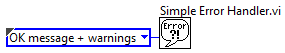 Simple Error Handler.vi
OK message + warnings
Error
?!